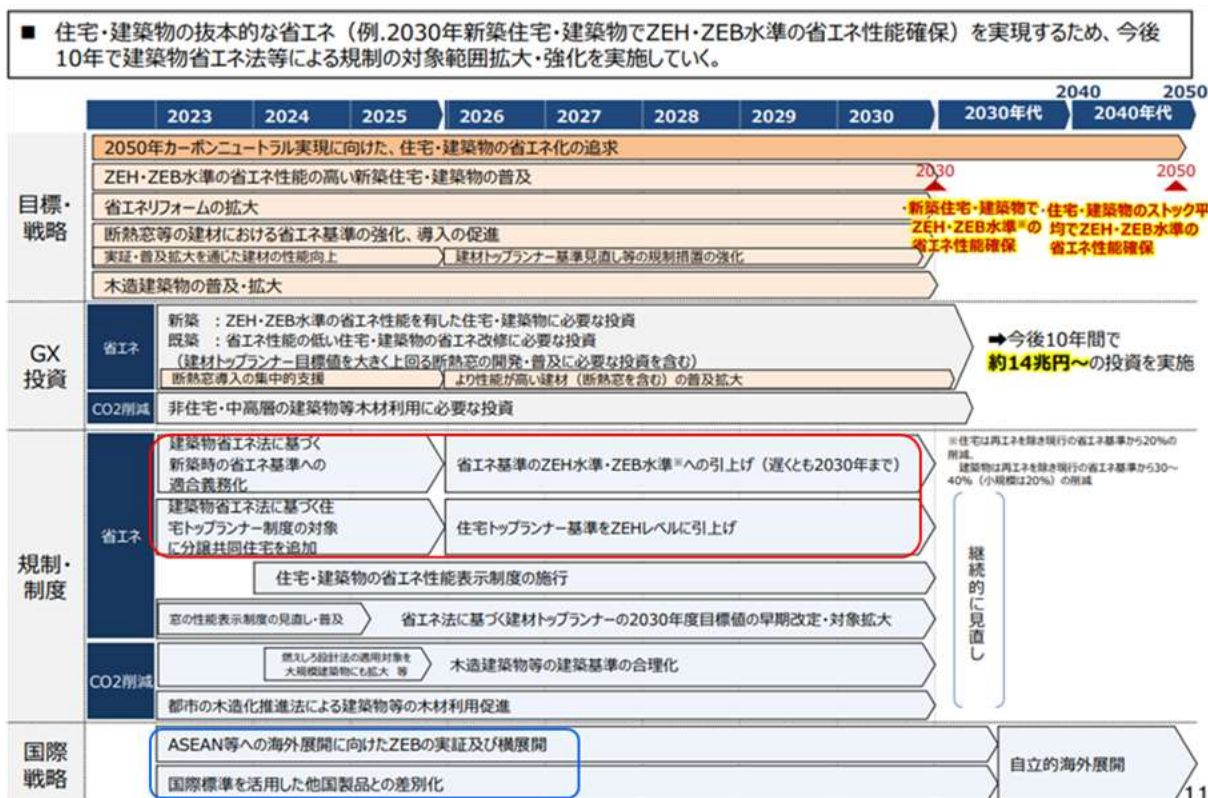 ■ 住宅・建築物の抜本的な省エネ（例.2030年新築住宅・建築物でZEH・ZEB水準の省エネ性能確保）を実現するため、今後
10年で建築物省エネ法等による規制の対象範囲拡大・強化を実施していく。
2040 2050
2023 2024 2025 2026 2027 2028 2029 2030 2030年代 2040年代
目標・
戦略
2050年カーボンニュートラル実現に向けた、住宅・建築物の省エネ化の追求
ZEH・ZEB水準の省エネ性能の高い新築住宅・建築物の普及
省エネリフォームの拡大
断熱窓等の建材における省エネ基準の強化、導入の促進
実証・普及拡大を通じた建材の性能向上
建材トップランナー基準見直し等の規制措置の強化
木造建築物の普及・拡大
2030
・新築住宅・建築物で
ZEH・ZEB水準※の
省エネ性能確保
2050
・住宅・建築物のストック平
均でZEH・ZEB水準の
省エネ性能確保
GX
投資
省エネ
新築 ：ZEH・ZEB水準の省エネ性能を有した住宅・建築物に必要な投資
既築 ：省エネ性能の低い住宅・建築物の省エネ改修に必要な投資
（建材トップランナー目標値を大きく上回る断熱窓の開発・普及に必要な投資を含む）
断熱窓導入の集中的支援
より性能が高い建材（断熱窓を含む）の普及拡大
CO2削減
非住宅・中高層の建築物等木材利用に必要な投資
➡今後10年間で
約14兆円～の投資を実施
規制・
制度
省エネ
建築物省エネ法に基づく
新築時の省エネ基準への
適合義務化
省エネ基準のZEH水準・ZEB水準※への引上げ（遅くとも2030年まで）
建築物省エネ法に基づく住
宅トップランナー制度の対象
に分譲共同住宅を追加
住宅トップランナー基準をZEHレベルに引上げ
住宅・建築物の省エネ性能表示制度の施行
窓の性能表示制度の見直し・普及
省エネ法に基づく建材トップランナーの2030年度目標値の早期改定・対象拡大
CO2削減
燃えしろ設計法の適用対象を
大規模建築物にも拡大 等
木造建築物等の建築基準の合理化
都市の木造化推進法による建築物等の木材利用促進
※住宅は再エネを除き現行の省エネ基準から20%の
削減、
建築物は再エネを除き現行の省エネ基準から30～
40%（小規模は20%）の削減
継続的に見直し
国際
戦略
ASEAN等への海外展開に向けたZEBの実証及び横展開
国際標準を活用した他国製品との差別化
自立的海外展開
11